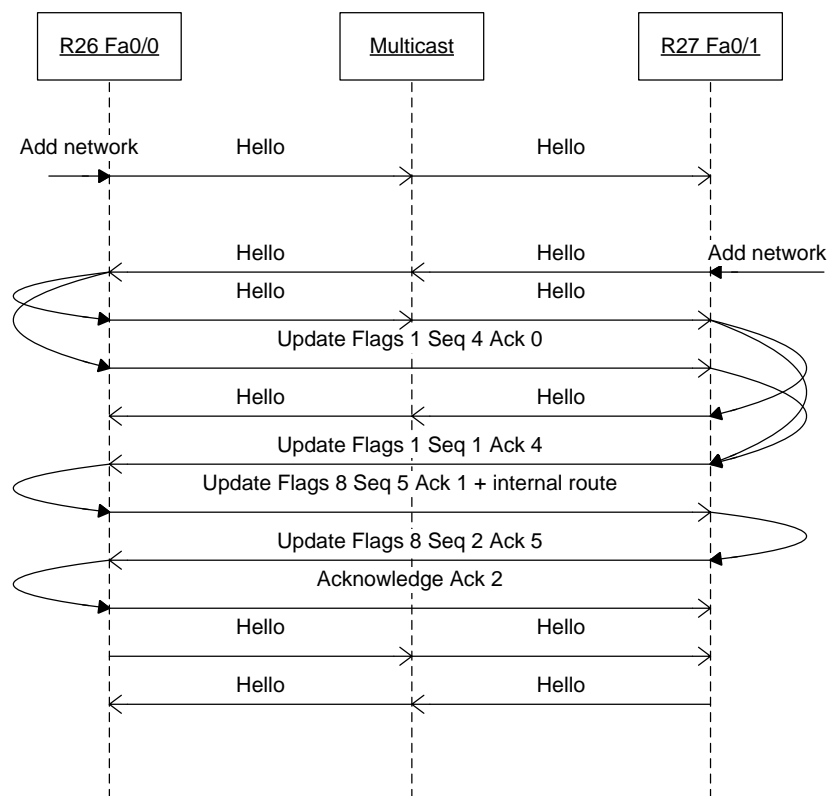 R26 Fa0/0
Multicast
R27 Fa0/1
Add network
Hello
Hello
Hello
Hello
Add network
Hello
Hello
Update Flags 1 Seq 4 Ack 0
Hello
Hello
Update Flags 1 Seq 1 Ack 4
Update Flags 8 Seq 5 Ack 1 + internal route
Update Flags 8 Seq 2 Ack 5
Acknowledge Ack 2
Hello
Hello
Hello
Hello